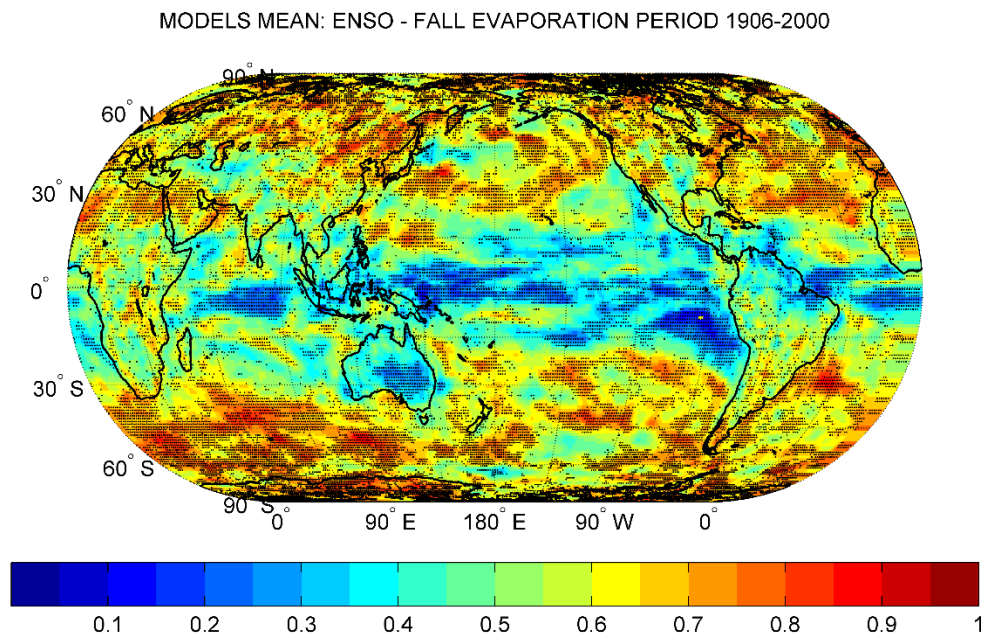 MODELS MEAN: ENSO - FALL EVAPORATION PERIOD 1906-2000
90° N
60° N
30° N
0°
30° S
60° S
90° S
0° 90° E 180° E 90° W 0°
0.1 0.2 0.3 0.4 0.5 0.6 0.7 0.8 0.9 1